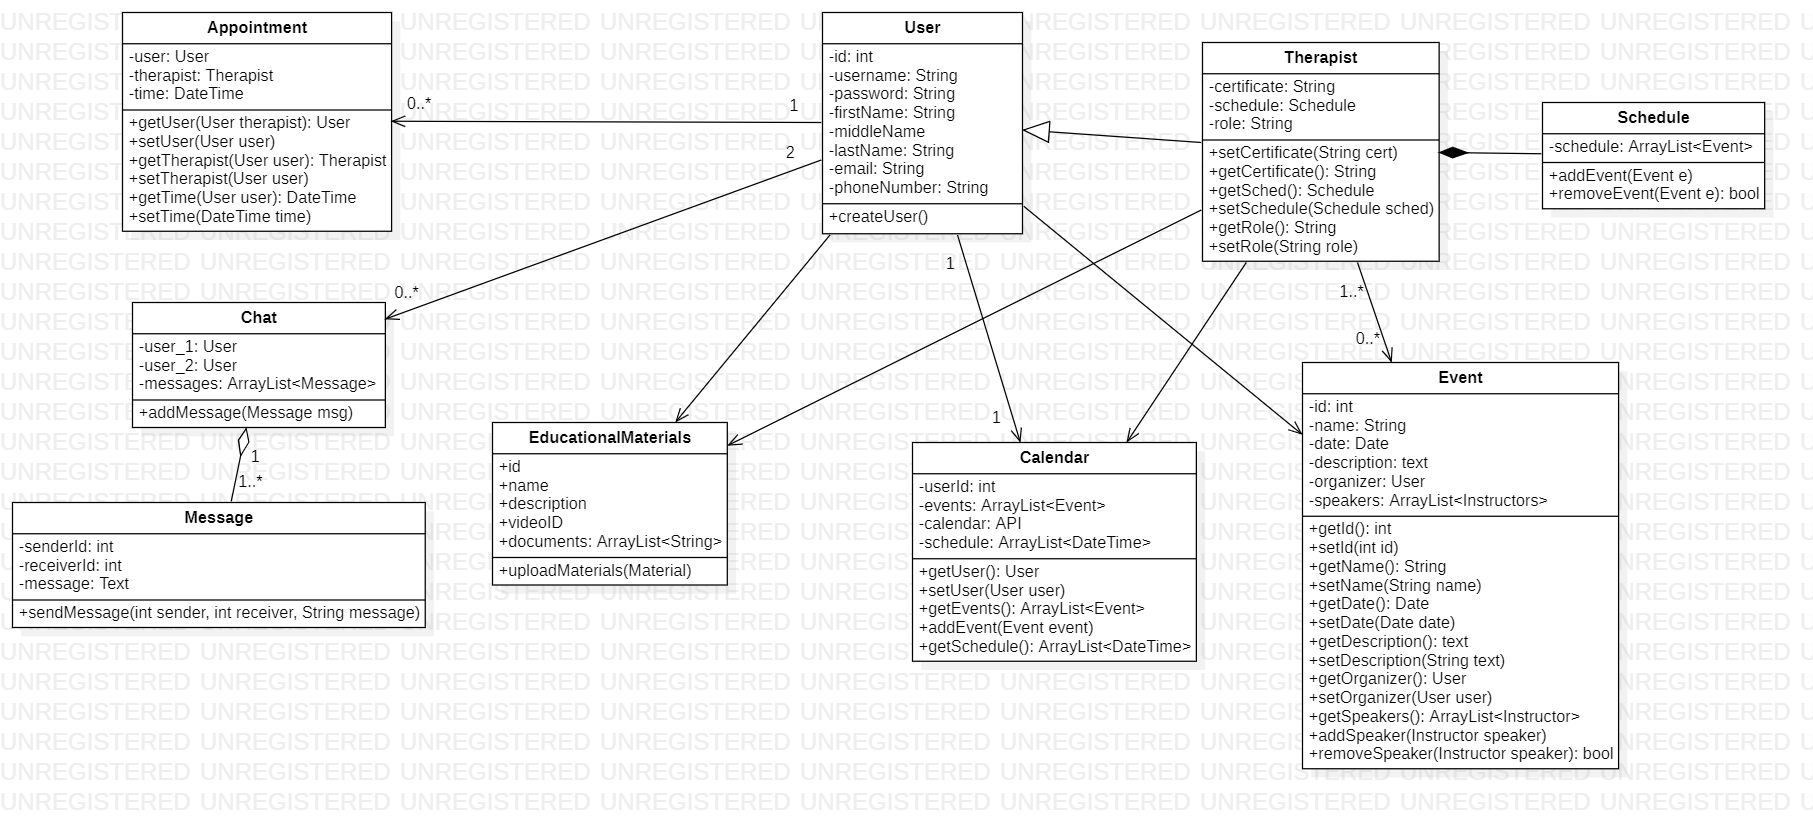 Appointment
-user: User
-therapist: Therapist
-time: DateTime
+getUser(User therapist): User
+setUser(User user)
+getTherapist(User user): Therapist
+setTherapist(User user)
+getTime(User user): DateTime
+setTime(DateTime time)
0..*
1
User
-id: int
-username: String
-password: String
-firstName: String
-middleName
-lastName: String
-email: String
-phoneNumber: String
+createUser()
Therapist
-certificate: String
-schedule: Schedule
-role: String
+setCertificate(String cert)
+getCertificate(): String
+getSched(): Schedule
+setSchedule(Schedule sched)
+getRole(): String
+setRole(String role)
Schedule
-schedule: ArrayList<Event>
+addEvent(Event e)
+removeEvent(Event e): bool
2
0..*
1
1
1..*
0..*
Chat
-user_1: User
-user_2: User
-messages: ArrayList<Message>
+addMessage(Message msg)
1
1..*
Message
-senderId: int
-receiverId: int
-message: Text
+sendMessage(int sender, int receiver, String message)
EducationalMaterials
+id
+name
+description
+videoID
+documents: ArrayList<String>
+uploadMaterials(Material)
Calendar
-userId: int
-events: ArrayList<Event>
-calendar: API
-schedule: ArrayList<DateTime>
+getUser(): User
+setUser(User user)
+getEvents(): ArrayList<Event>
+addEvent(Event event)
+getSchedule(): ArrayList<DateTime>
Event
-id: int
-name: String
-date: Date
-description: text
-organizer: User
-speakers: ArrayList<Instructors>
+getId(): int
+setId(int id)
+getName(): String
+setName(String name)
+getDate(): Date
+setDate(Date date)
+getDescription(): text
+setDescription(String text)
+getOrganizer(): User
+setOrganizer(User user)
+getSpeakers(): ArrayList<Instructor>
+addSpeaker(Instructor speaker)
+removeSpeaker(Instructor speaker): bool
UNREGISTERED